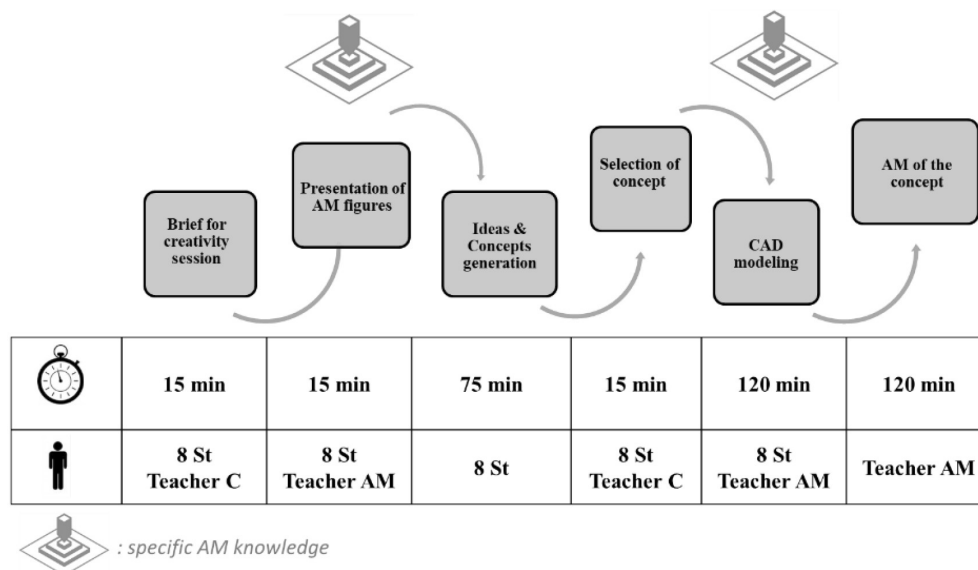 Brief for
creativity
session
Presentation of
AM figures
Ideas &
Concepts
generation
Selection of
concept
CAD
modeling
AM of the
concept
15 min
15 min
75 min
15 min
120 min
120 min
8 St
Teacher C
8 St
Teacher AM
8 St
8 St
Teacher C
8 St
Teacher AM
Teacher AM
: specific AM knowledge